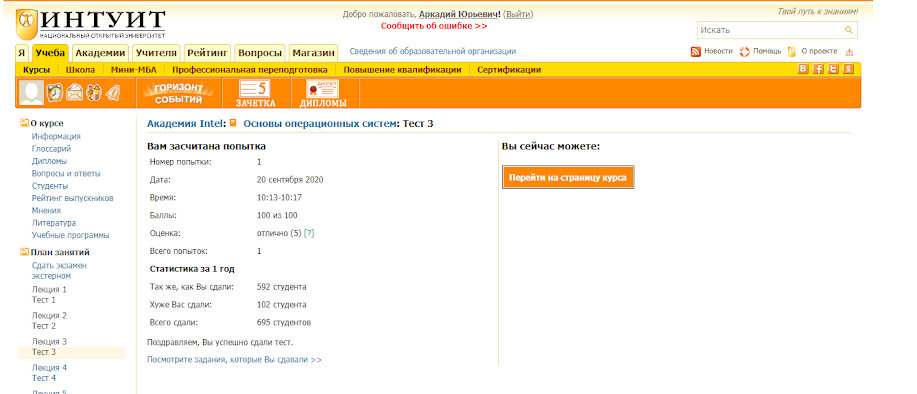 ИНТУИТ
НАЦИОНАЛЬНЫЙ ОТКРЫТЫЙ УНИВЕРСИТЕТ
Добро пожаловать, Аркадий Юрьевич! (Выйти)
Сообщить об ошибке >>
Твой путь к знаниям!
Искать
Я Учеба Академии Учителя Рейтинг Вопросы Магазин Сведения об образовательной организации
Новости Помощь О проекте
Курсы Школа Мини-МБА Профессиональная переподготовка Повышение квалификации Сертификации
ГОРИЗОНТ СОБЫТИЙ
5
ЗАЧЕТКА
ДИПЛОМЫ
О курсе
Информация
Глоссарий
Дипломы
Вопросы и ответы
Студенты
Рейтинг выпускников
Мнения
Литература
Учебные программы
План занятий
Сдать экзамен
экстерном
Лекция 1
Тест 1
Лекция 2
Тест 2
Лекция 3
Тест 3
Лекция 4
Тест 4
Лекция 5
Академия Intel: Основы операционных систем: Тест 3
Вам засчитана попытка
Номер попытки: 1
Дата: 20 сентября 2020
Время: 10:13-10:17
Баллы: 100 из 100
Оценка: отлично (5) [?]
Всего попыток: 1
Статистика за 1 год
Так же, как Вы сдали: 592 студента
Хуже Вас сдали: 102 студента
Всего сдали: 695 студентов
Поздравляем, Вы успешно сдали тест.
Посмотрите задания, которые Вы сдавали >>
Вы сейчас можете:
Перейти на страницу курса